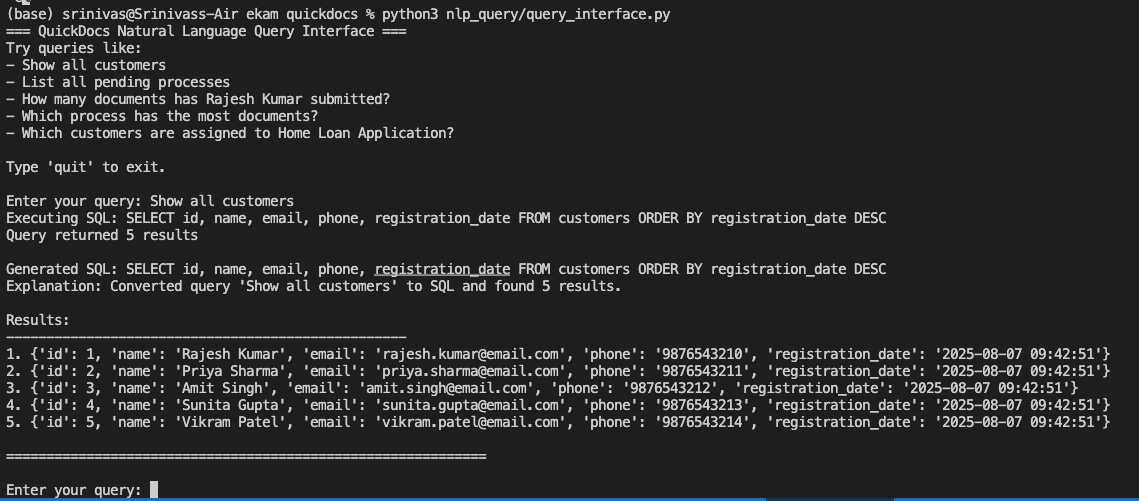 (base) srinivas@Srinivass-Air ekam quickdocs % python3 nlp_query/query_interface.py
=== QuickDocs Natural Language Query Interface ===
Try queries like:
- Show all customers
- List all pending processes
- How many documents has Rajesh Kumar submitted?
- Which process has the most documents?
- Which customers are assigned to Home Loan Application?
Type 'quit' to exit.
Enter your query: Show all customers
Executing SQL: SELECT id, name, email, phone, registration_date FROM customers ORDER BY registration_date DESC
Query returned 5 results
Generated SQL: SELECT id, name, email, phone, registration_date FROM customers ORDER BY registration_date DESC
Explanation: Converted query 'Show all customers' to SQL and found 5 results.
Results:
--------------------------------------------------
1. {'id': 1, 'name': 'Rajesh Kumar', 'email': 'rajesh.kumar@email.com', 'phone': '9876543210', 'registration_date': '2025-08-07 09:42:51'}
2. {'id': 2, 'name': 'Priya Sharma', 'email': 'priya.sharma@email.com', 'phone': '9876543211', 'registration_date': '2025-08-07 09:42:51'}
3. {'id': 3, 'name': 'Amit Singh', 'email': 'amit.singh@email.com', 'phone': '9876543212', 'registration_date': '2025-08-07 09:42:51'}
4. {'id': 4, 'name': 'Sunita Gupta', 'email': 'sunita.gupta@email.com', 'phone': '9876543213', 'registration_date': '2025-08-07 09:42:51'}
5. {'id': 5, 'name': 'Vikram Patel', 'email': 'vikram.patel@email.com', 'phone': '9876543214', 'registration_date': '2025-08-07 09:42:51'}
============================================================
Enter your query: